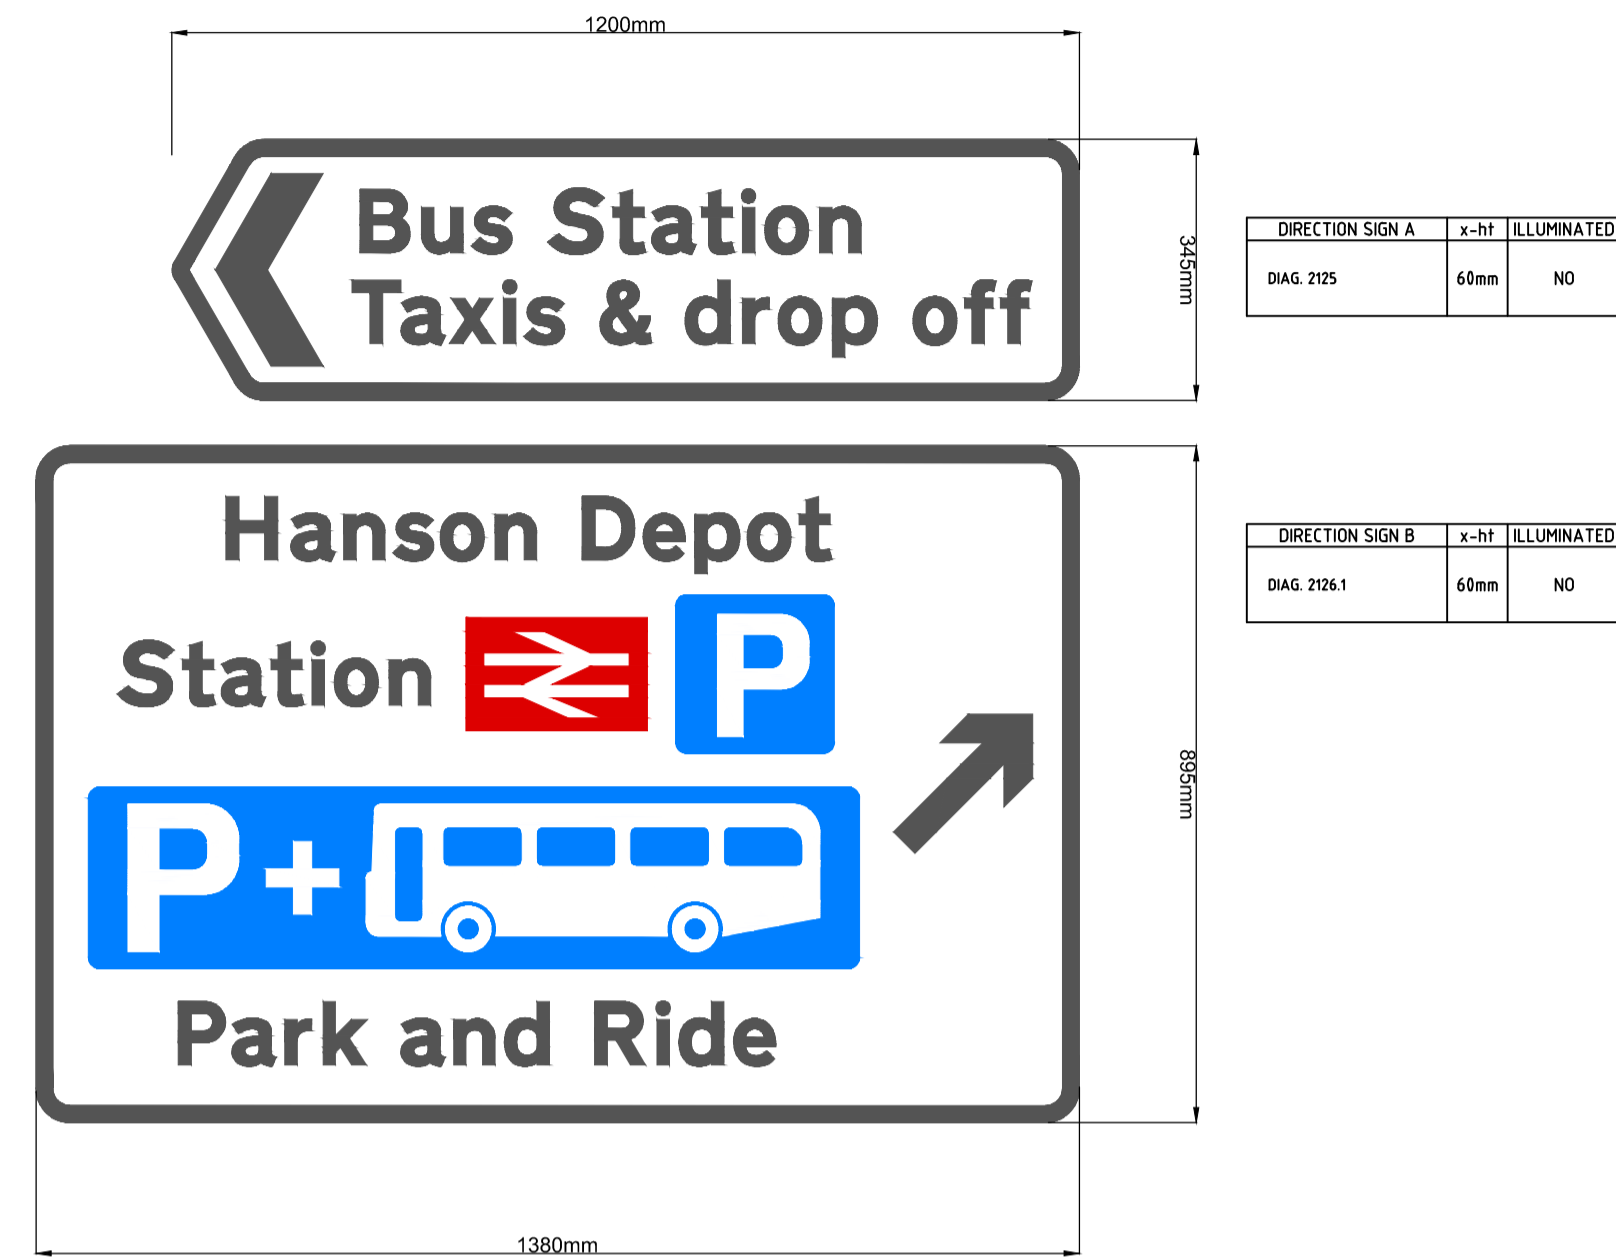 1200mm
Bus Station
Taxis & drop off
345mm
DIRECTION SIGN A x-ht ILLUMINATED
DIAG. 2125 60mm NO
Hanson Depot
Station P
P+
Park and Ride
895mm
DIRECTION SIGN B x-ht ILLUMINATED
DIAG. 2126.1 60mm NO
1380mm